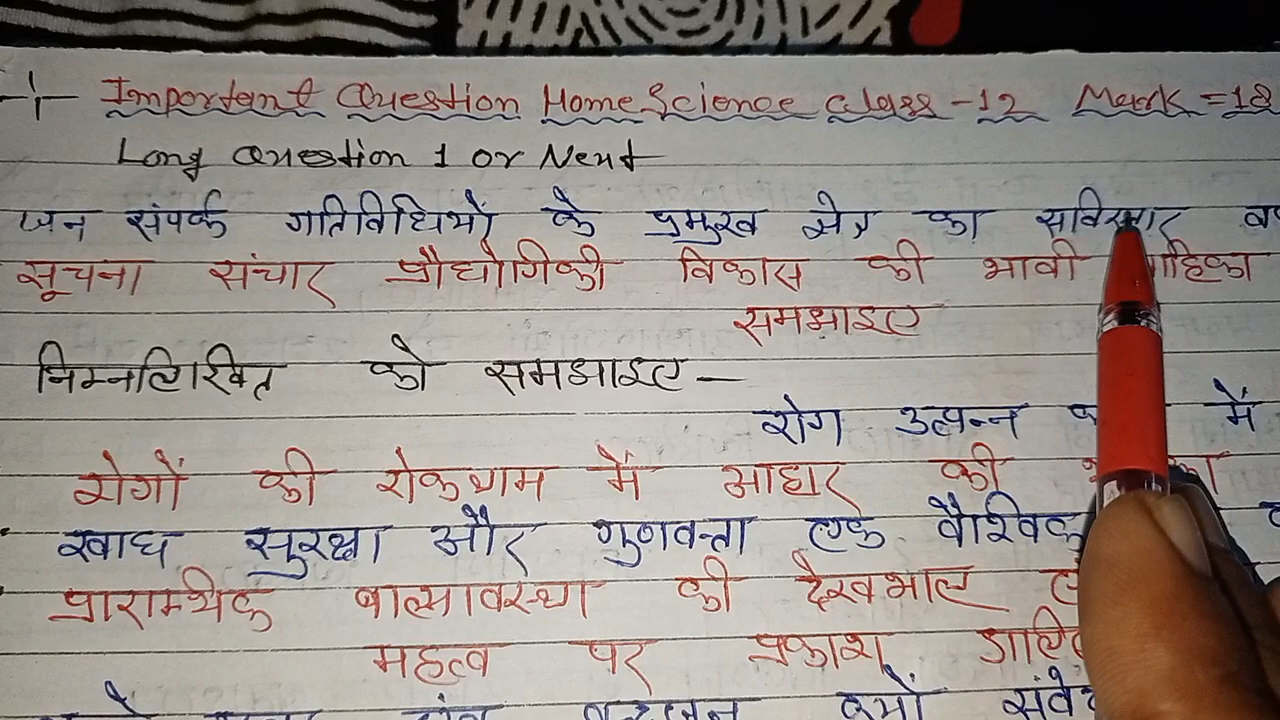 Important Question Home Science class -12 Mark =18
Long Question 1 or Next
जन संपर्क गतिविधियों के प्रमुख क्षेत्र का सविस्तार
सूचना संचार प्रौद्योगिकी विकास की भावी
समझाइए
निम्नलिखित को समझाइए –
रोग उत्पन्न में
रोगों की रोकथाम में आहार की
खाद्य सुरक्षा और गुणवत्ता एक वैश्विक
प्रारम्भिक बाल्यावस्था की देखभाल
महत्व पर प्रकाश
क्यों